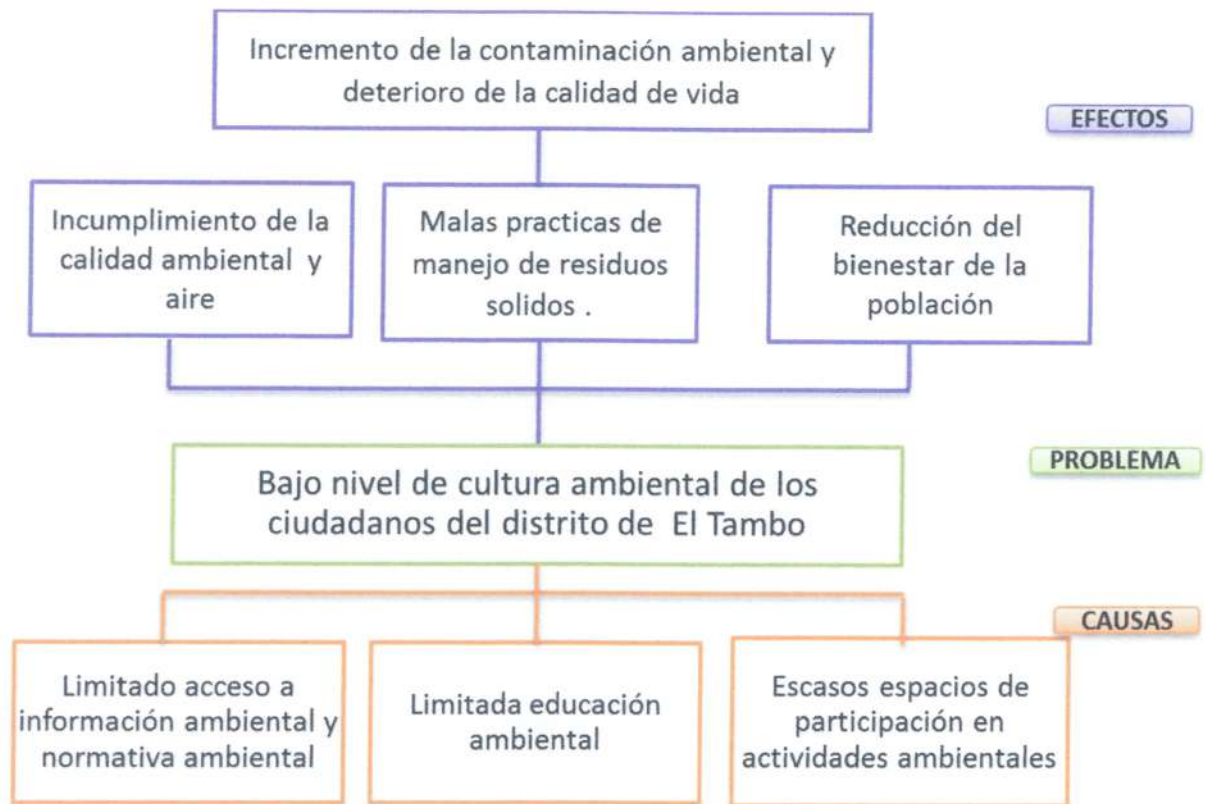 Incremento de la contaminación ambiental y
deterioro de la calidad de vida
EFECTOS
Incumplimiento de la
calidad ambiental y
aire
Malas practicas de
manejo de residuos
solidos .
Reducción del
bienestar de la
población
PROBLEMA
Bajo nivel de cultura ambiental de los
ciudadanos del distrito de El Tambo
CAUSAS
Limitado acceso a
información ambiental y
normativa ambiental
Limitada educación
ambiental
Escasos espacios de
participación en
actividades ambientales